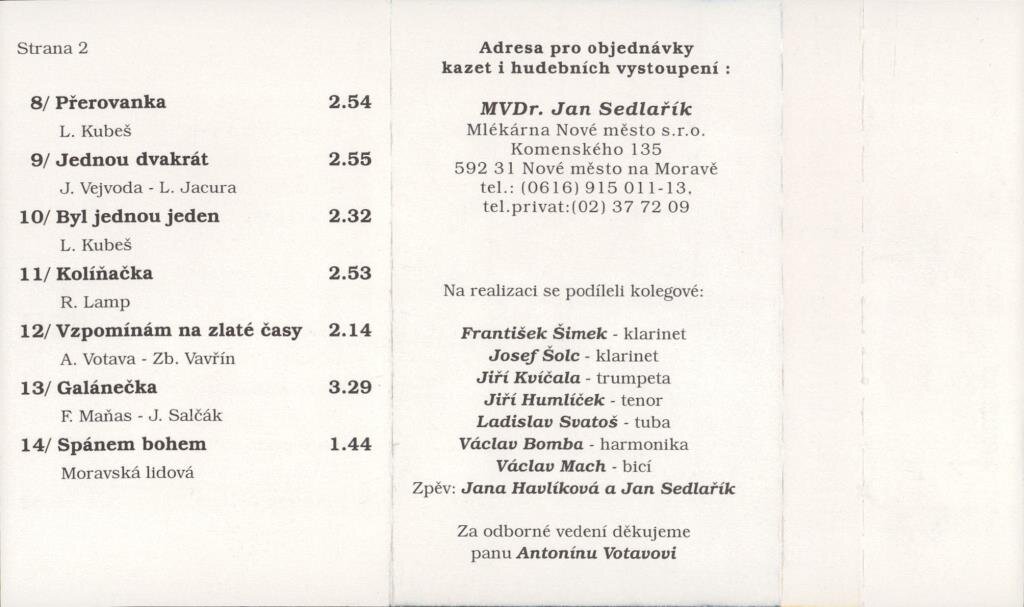 Strana 2
8/ Přerovanka 2.54
L. Kubeš
9/ Jednou dvakrát 2.55
J. Vejvoda - L. Jacura
10/ Byl jednou jeden 2.32
L. Kubeš
11/ Kolíňačka 2.53
R. Lamp
12/ Vzpomínám na zlaté časy 2.14
A. Votava - Zb. Vavřín
13/ Galánečka 3.29
F. Maňas - J. Salčák
14/ Spánem bohem 1.44
Moravská lidová
Adresa pro objednávky
kazet i hudebních vystoupení :
MVDr. Jan Sedlařík
Mlékárna Nové město s.r.o.
Komenského 135
592 31 Nové město na Moravě
tel.: (0616) 915 011-13,
tel.privat:(02) 37 72 09
Na realizaci se podíleli kolegové:
František Šimek - klarinet
Josef Šolc - klarinet
Jiří Kvíčala - trumpeta
Jiří Humlíček - tenor
Ladislav Svatoš - tuba
Václav Bomba - harmonika
Václav Mach - bicí
Zpěv: Jana Havlíková a Jan Sedlařík
Za odborné vedení děkujeme
panu Antonínu Votavovi